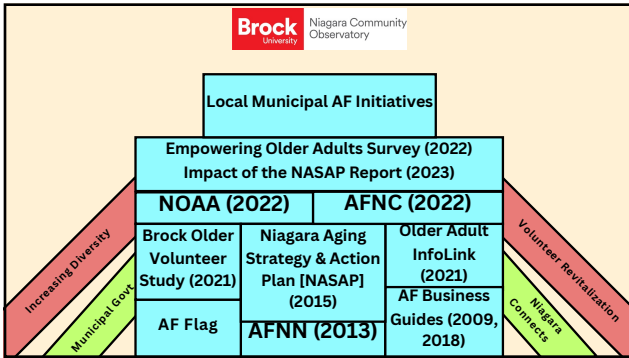 Brock
University
Niagara Community
Observatory
Local Municipal AF Initiatives
Empowering Older Adults Survey (2022)
Impact of the NASAP Report (2023)
NOAA (2022)
AFNC (2022)
Brock Older
Volunteer
Study (2021)
Niagara Aging
Strategy & Action
Plan [NASAP]
(2015)
Older Adult
InfoLink
(2021)
AF Flag
AFNN (2013)
AF Business
Guides (2009,
2018)
Increasing Diversity
Municipal Govt
Volunteer Revitalization
Niagara
Connects